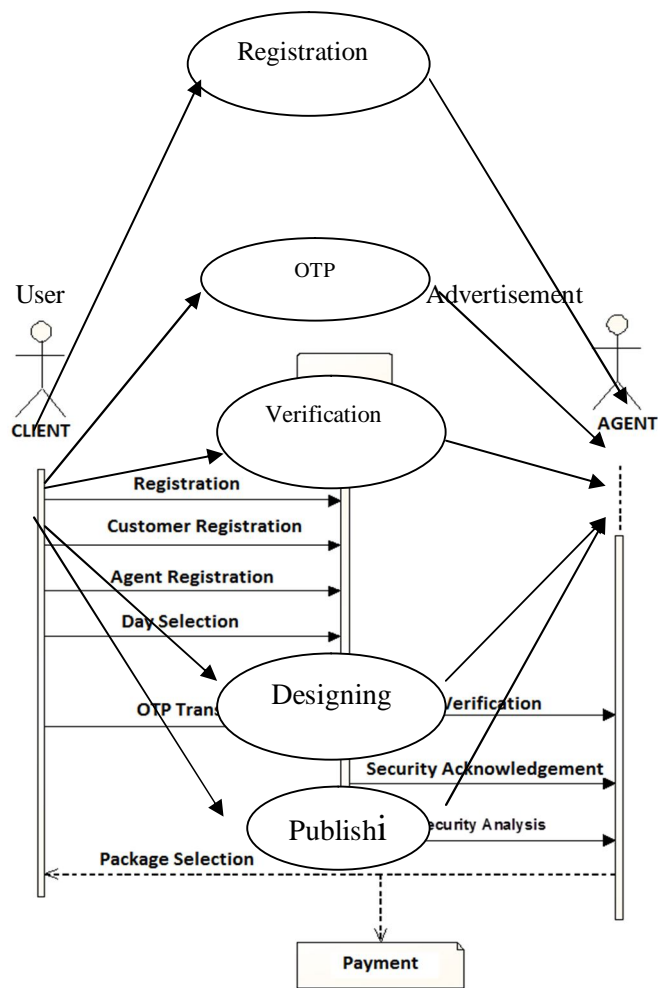 Registration
OTP
User
Advertisement
Verification
CLIENT
AGENT
Registration
Customer Registration
Agent Registration
Day Selection
Designing
OTP Trans
Verification
Security Acknowledgement
Publishi
ecurity Analysis
Package Selection
Payment